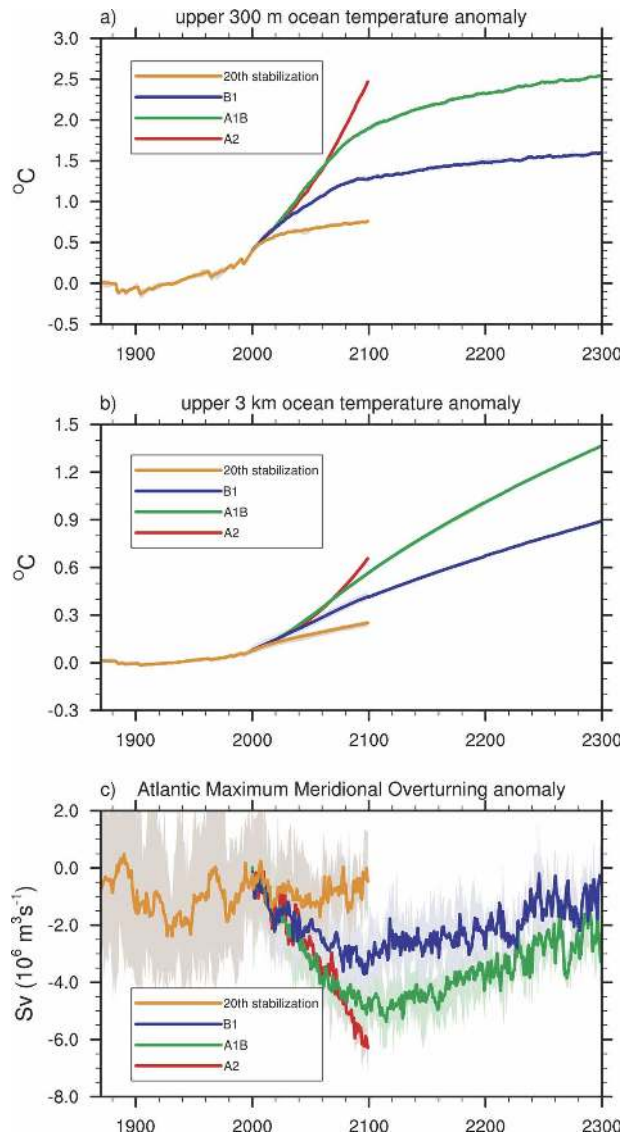 a) upper 300 m ocean temperature anomaly
3.0
2.5
2.0
1.5
1.0
0.5
0.0
-0.5
°C
20th stabilization
B1
A1B
A2
1900 2000 2100 2200 2300
b) upper 3 km ocean temperature anomaly
1.5
1.2
0.9
0.6
0.3
0.0
-0.3
°C
20th stabilization
B1
A1B
A2
1900 2000 2100 2200 2300
c) Atlantic Maximum Meridional Overturning anomaly
2.0
0.0
-2.0
-4.0
-6.0
-8.0
Sv (10⁶ m³s⁻¹)
20th stabilization
B1
A1B
A2
1900 2000 2100 2200 2300